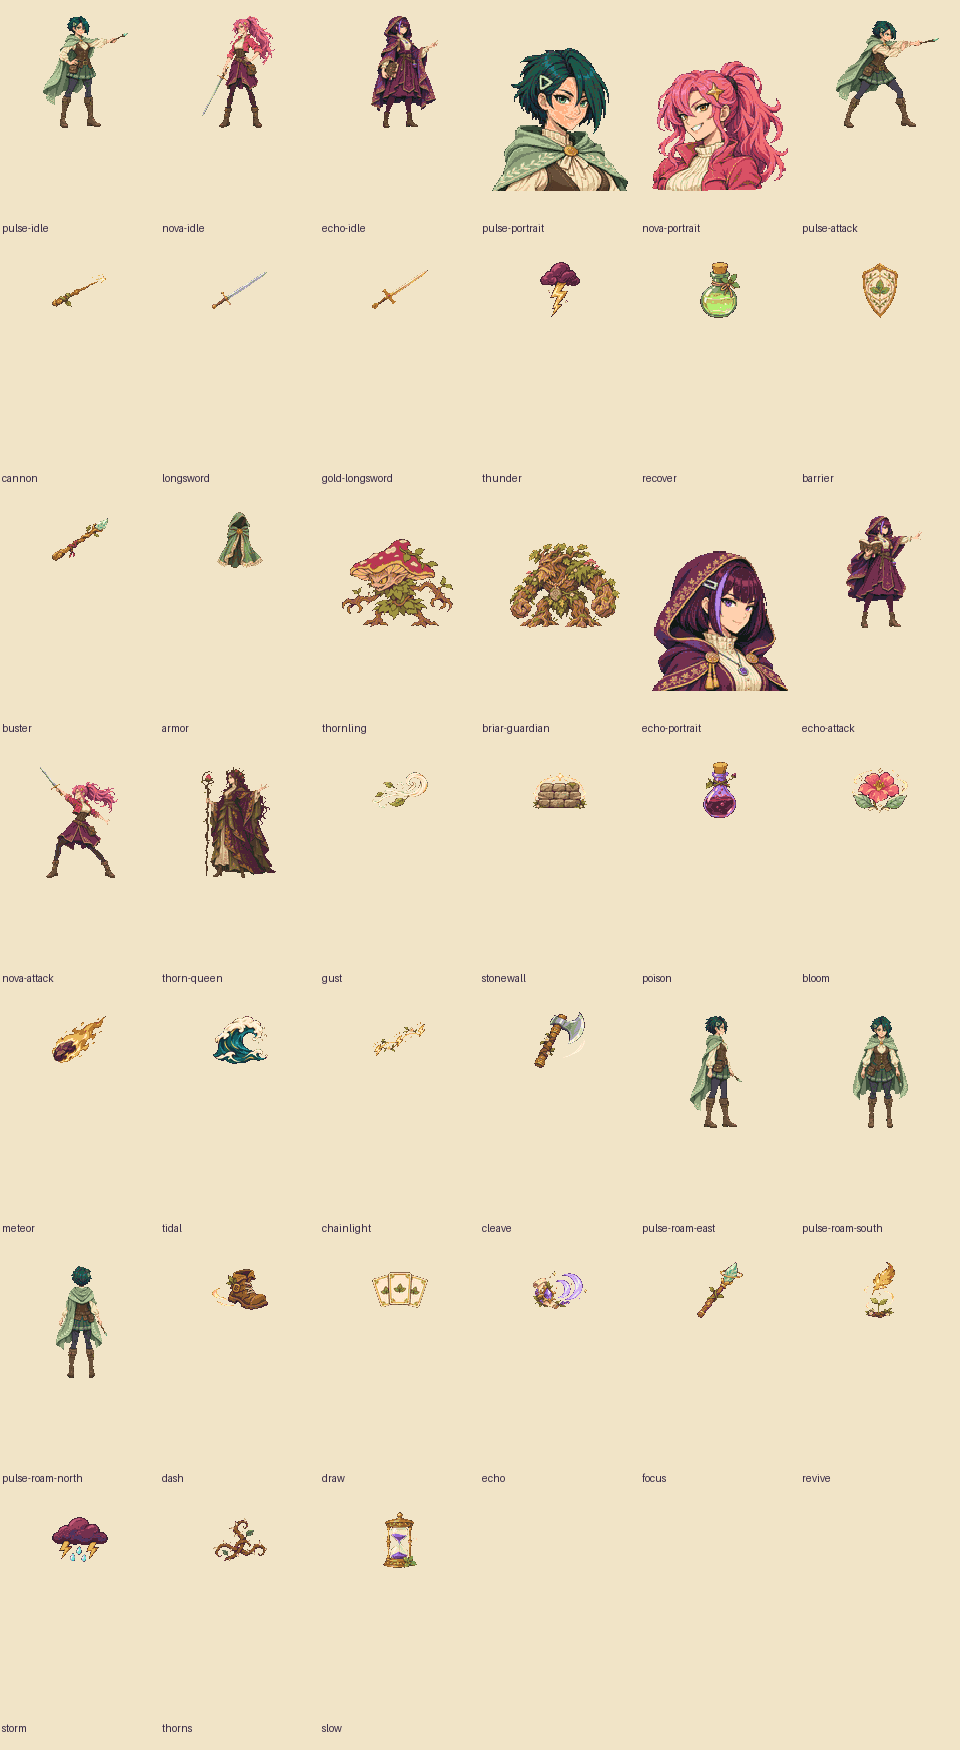 pulse-idle nova-idle echo-idle pulse-portrait nova-portrait pulse-attack
cannon longsword gold-longsword thunder recover barrier
buster armor thornling briar-guardian echo-portrait echo-attack
nova-attack thorn-queen gust stonewall poison bloom
meteor tidal chainlight cleave pulse-roam-east pulse-roam-south
pulse-roam-north dash draw echo focus revive
storm thorns slow